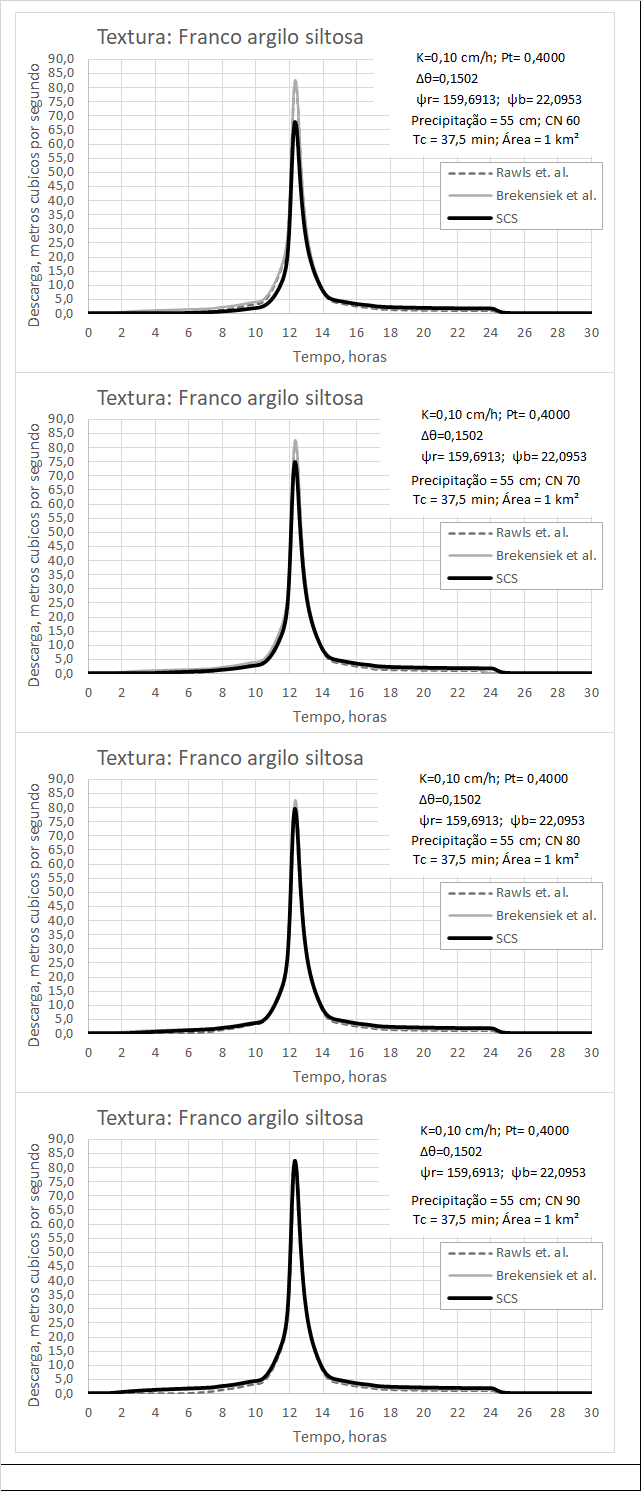 Textura: Franco argilo siltosa
K=0,10 cm/h; Pt= 0,4000
Δθ=0,1502
ψr= 159,6913; ψb= 22,0953
Precipitação = 55 cm; CN 60
Tc = 37,5 min; Área = 1 km²
Rawls et. al.
Brekensiek et al.
SCS
Descarga, metros cubicos por segundo
90,0
85,0
80,0
75,0
70,0
65,0
60,0
55,0
50,0
45,0
40,0
35,0
30,0
25,0
20,0
15,0
10,0
5,0
0,0
0 2 4 6 8 10 12 14 16 18 20 22 24 26 28 30
Tempo, horas
Textura: Franco argilo siltosa
K=0,10 cm/h; Pt= 0,4000
Δθ=0,1502
ψr= 159,6913; ψb= 22,0953
Precipitação = 55 cm; CN 70
Tc = 37,5 min; Área = 1 km²
Rawls et. al.
Brekensiek et al.
SCS
Descarga, metros cubicos por segundo
90,0
85,0
80,0
75,0
70,0
65,0
60,0
55,0
50,0
45,0
40,0
35,0
30,0
25,0
20,0
15,0
10,0
5,0
0,0
0 2 4 6 8 10 12 14 16 18 20 22 24 26 28 30
Tempo, horas
Textura: Franco argilo siltosa
K=0,10 cm/h; Pt= 0,4000
Δθ=0,1502
ψr= 159,6913; ψb= 22,0953
Precipitação = 55 cm; CN 80
Tc = 37,5 min; Área = 1 km²
Rawls et. al.
Brekensiek et al.
SCS
Descarga, metros cubicos por segundo
90,0
85,0
80,0
75,0
70,0
65,0
60,0
55,0
50,0
45,0
40,0
35,0
30,0
25,0
20,0
15,0
10,0
5,0
0,0
0 2 4 6 8 10 12 14 16 18 20 22 24 26 28 30
Tempo, horas
Textura: Franco argilo siltosa
K=0,10 cm/h; Pt= 0,4000
Δθ=0,1502
ψr= 159,6913; ψb= 22,0953
Precipitação = 55 cm; CN 90
Tc = 37,5 min; Área = 1 km²
Rawls et. al.
Brekensiek et al.
SCS
Descarga, metros cubicos por segundo
90,0
85,0
80,0
75,0
70,0
65,0
60,0
55,0
50,0
45,0
40,0
35,0
30,0
25,0
20,0
15,0
10,0
5,0
0,0
0 2 4 6 8 10 12 14 16 18 20 22 24 26 28 30
Tempo, horas